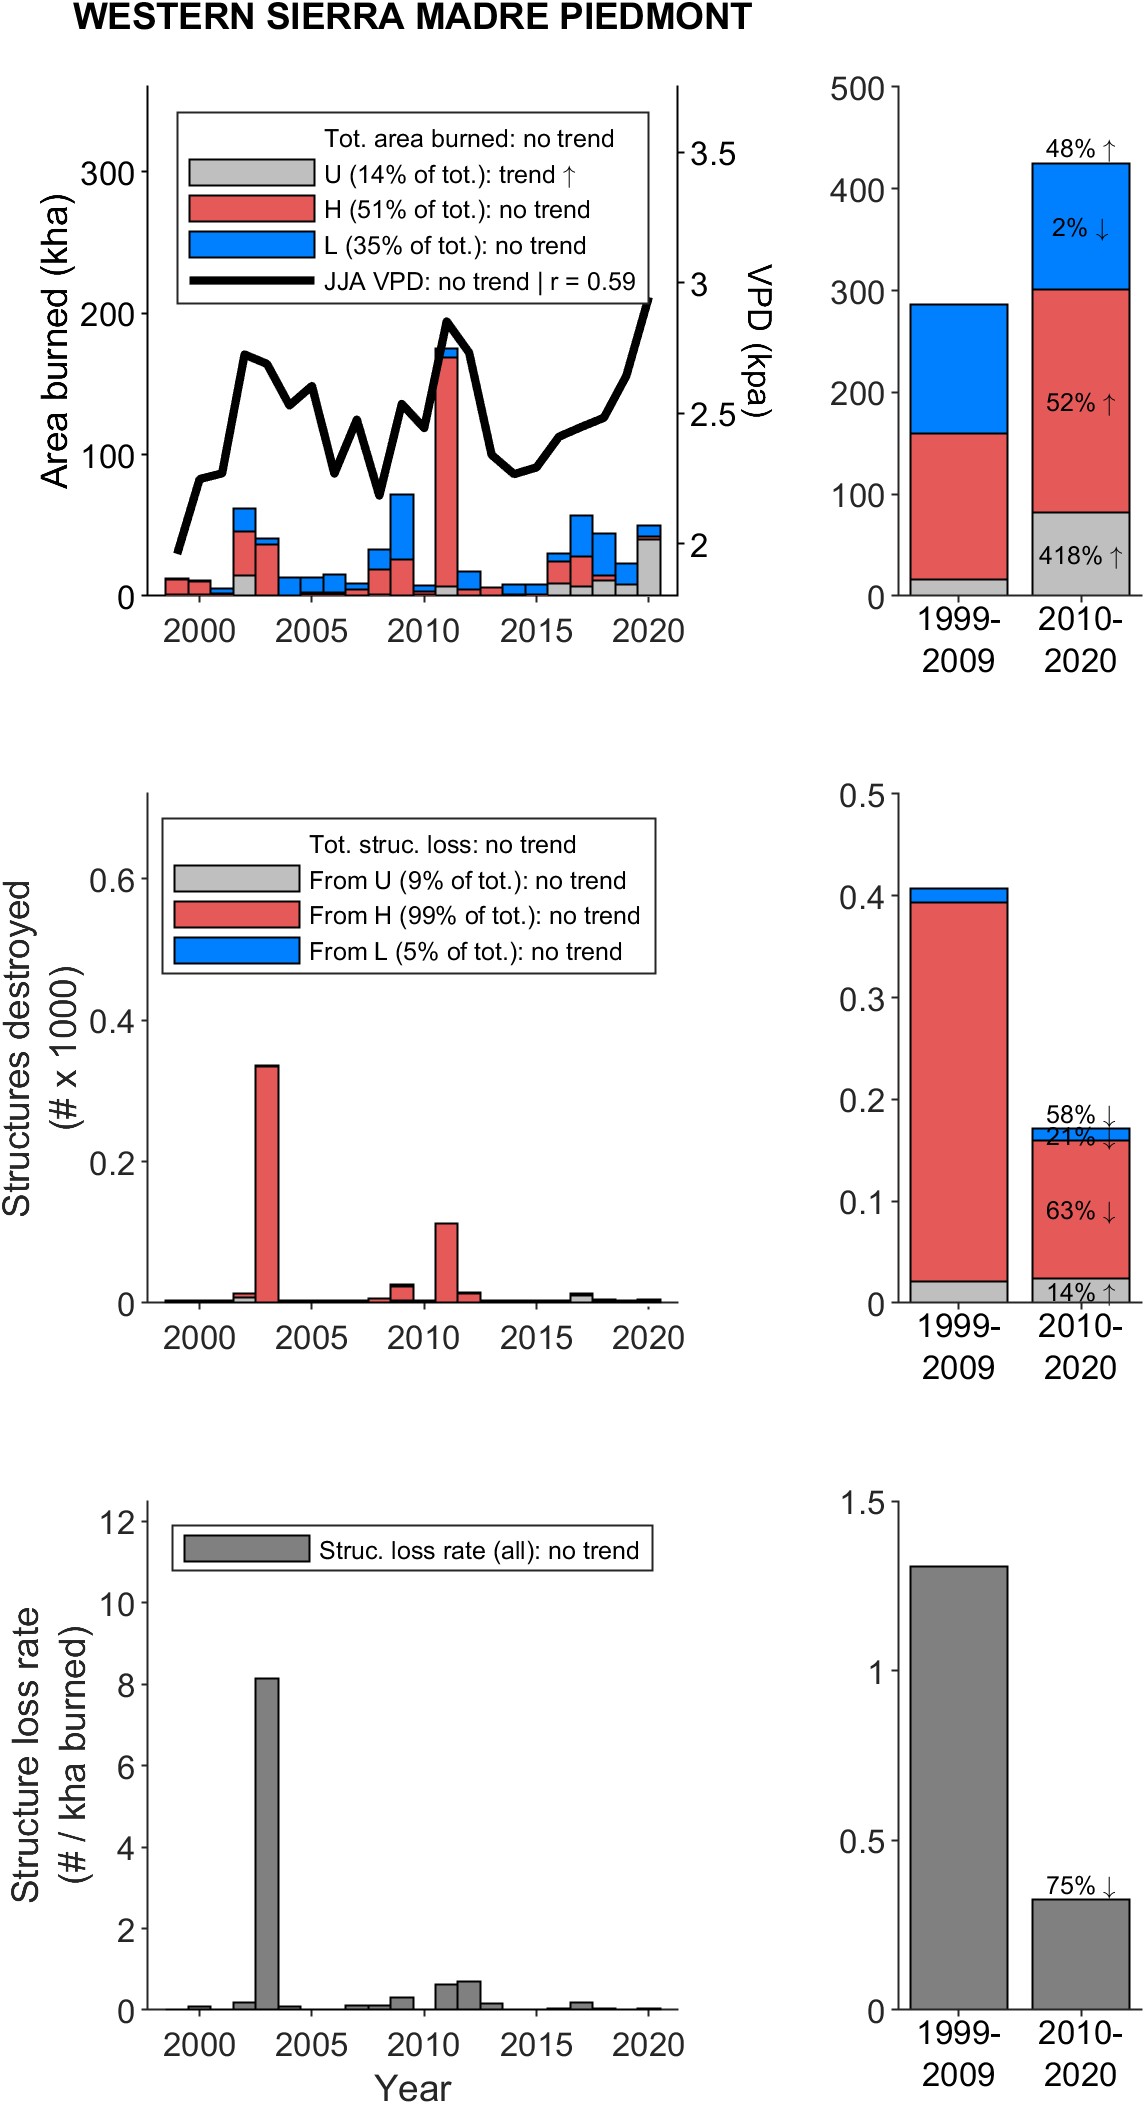 WESTERN SIERRA MADRE PIEDMONT
Area burned (kha)
300
200
100
0
Tot. area burned: no trend
U (14% of tot.): trend ↑
H (51% of tot.): no trend
L (35% of tot.): no trend
JJA VPD: no trend | r = 0.59
3.5
3
2.5
2
VPD (kpa)
2000 2005 2010 2015 2020
500
400
300
200
100
0
48% ↑
2% ↓
52% ↑
418% ↑
1999-
2009
2010-
2020
Structures destroyed
(# x 1000)
0.6
0.4
0.2
0
Tot. struc. loss: no trend
From U (9% of tot.): no trend
From H (99% of tot.): no trend
From L (5% of tot.): no trend
2000 2005 2010 2015 2020
0.5
0.4
0.3
0.2
0.1
0
58% ↓
21% ↓
63% ↓
14% ↑
1999-
2009
2010-
2020
Structure loss rate
(# / kha burned)
12
10
8
6
4
2
0
Struc. loss rate (all): no trend
2000 2005 2010 2015 2020
Year
1.5
1
0.5
0
75% ↓
1999-
2009
2010-
2020